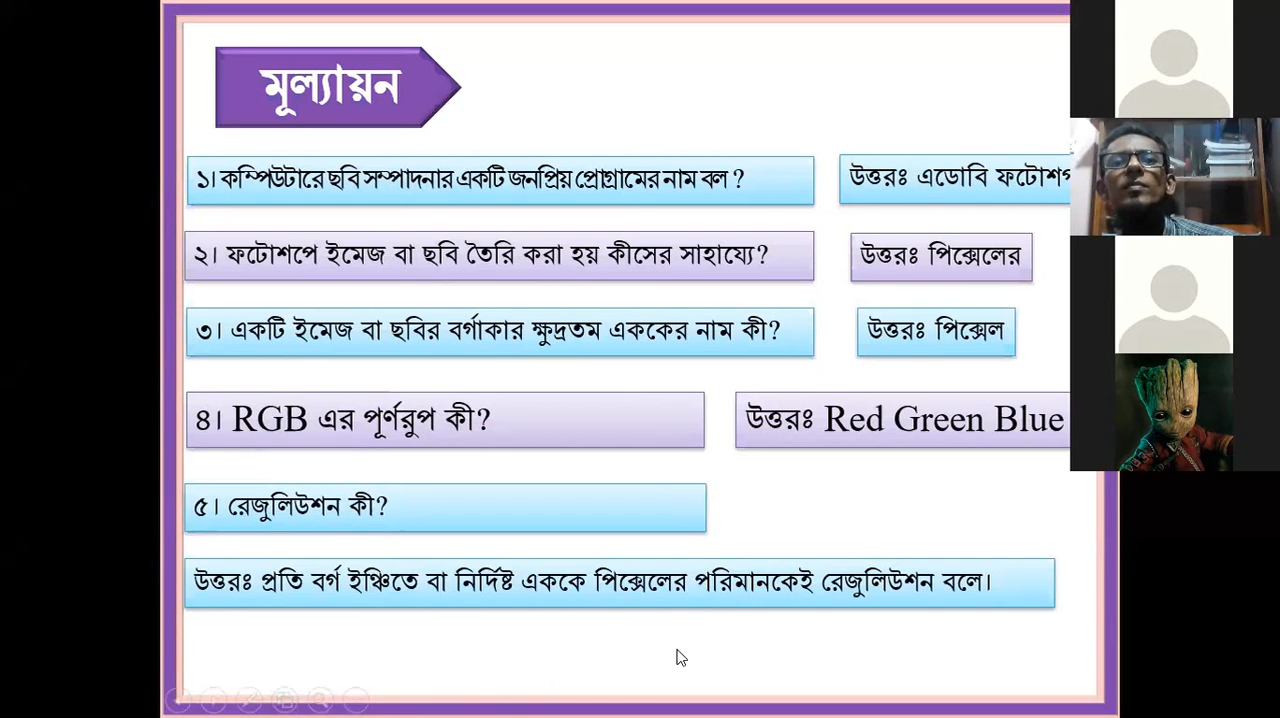 মূল্যায়ন
১। কম্পিউটারে ছবি সম্পাদনার একটি জনপ্রিয় প্রোগ্রামের নাম বল ?
উত্তরঃ এডোবি
২। ফটোশপে ইমেজ বা ছবি তৈরি করা হয় কীসের সাহায্যে?
উত্তরঃ পিক্সেলের
৩। একটি ইমেজ বা ছবির বর্গাকার ক্ষুদ্রতম এককের নাম কী?
উত্তরঃ পিক্সেল
৪। RGB এর পূর্ণরুপ কী?
উত্তরঃ Red Green Blue
৫। রেজুলিউশন কী?
উত্তরঃ প্রতি বর্গ ইঞ্চিতে বা নির্দিষ্ট এককে পিক্সেলের পরিমানকেই রেজুলিউশন বলে।